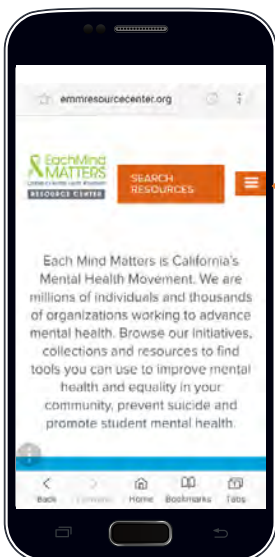 emmresourcecenter.org
EachMind
MATTERS
RESOURCE CENTER
SEARCH
RESOURCES
Each Mind Matters is California's
Mental Health Movement. We are
millions of individuals and thousands
of organizations working to advance
mental health. Browse our initiatives,
collections and resources to find
tools you can use to improve mental
health and equality in your
community, prevent suicide and
promote student mental health.
Back Forward Home Bookmarks Tabs